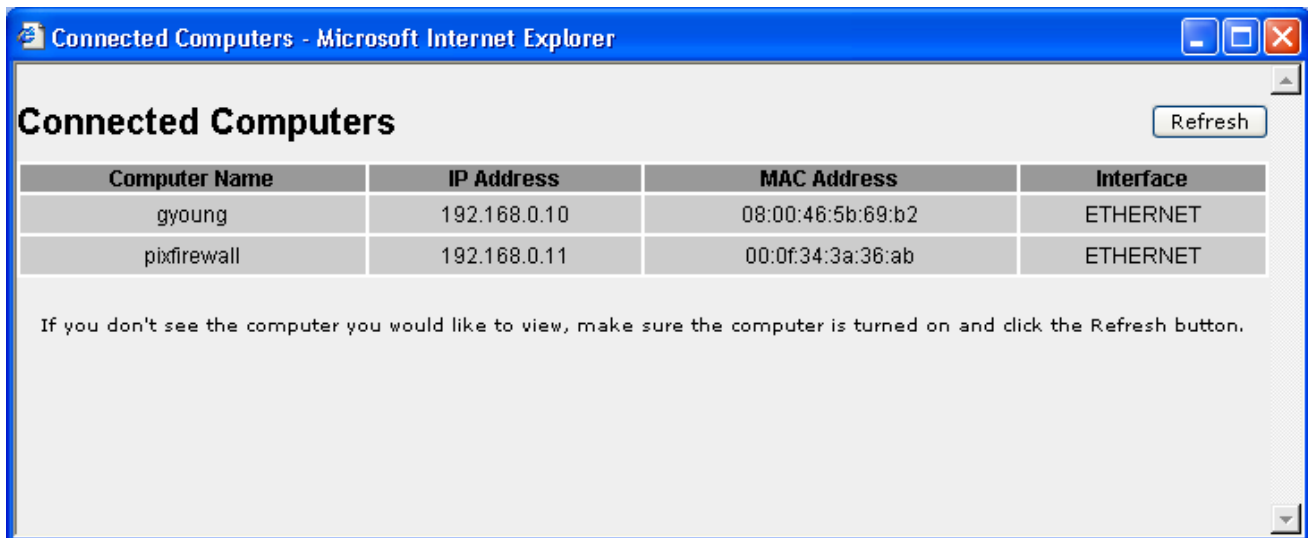 Connected Computers - Microsoft Internet Explorer
Connected Computers
Refresh
Computer Name IP Address MAC Address Interface
gyoung 192.168.0.10 08:00:46:5b:69:b2 ETHERNET
pixfirewall 192.168.0.11 00:0f:34:3a:36:ab ETHERNET
If you don't see the computer you would like to view, make sure the computer is turned on and click the Refresh button.